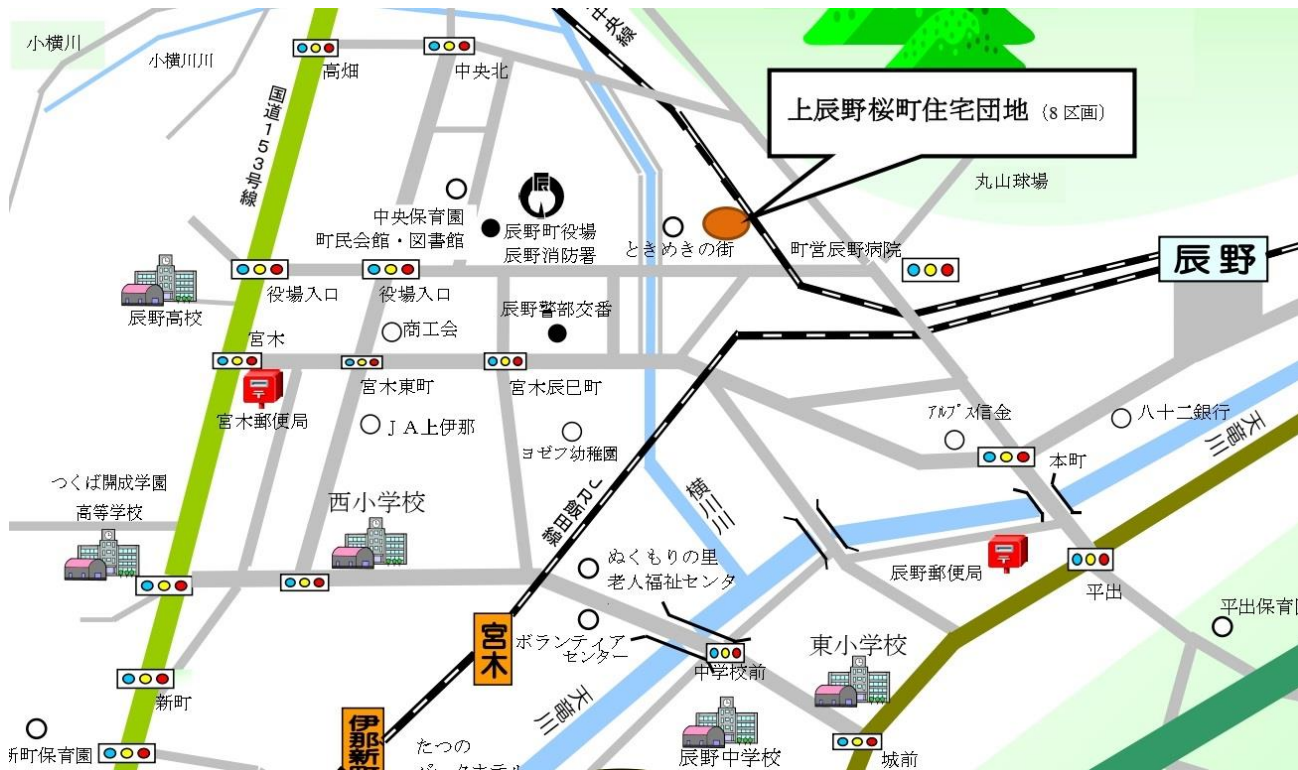 中央線
小横川
小横川川
高畑
中央北
国道153号線
上辰野桜町住宅団地（8区画）
丸山球場
辰
中央保育園
町民会館・図書館
辰野町役場
辰野消防署
ときめきの街
町営辰野病院
辰野
役場入口
役場入口
辰野高校
辰野警部交番
商工会
宮木
宮木東町
宮木辰巳町
宮木郵便局
ＪＡ上伊那
ヨゼフ幼稚園
ｱﾙﾌﾟｽ信金
八十二銀行
天竜川
本町
つくば開成学園
高等学校
西小学校
ＪＲ飯田線
横川川
ぬくもりの里
老人福祉センタ
辰野郵便局
平出
平出保育
宮木
ボランティア
センター
中学校前
東小学校
新町
天竜川
伊那新
新町保育園
たつの
パークホテル
辰野中学校
城前